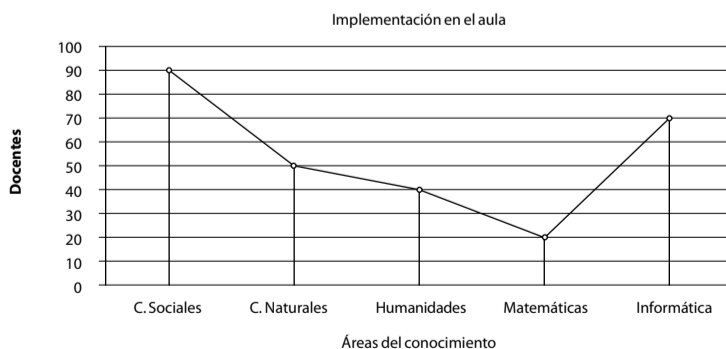 Implementación en el aula
100
90
80
70
60
50
40
30
20
10
0
Docentes
C. Sociales
C. Naturales
Humanidades
Matemáticas
Informática
Áreas del conocimiento